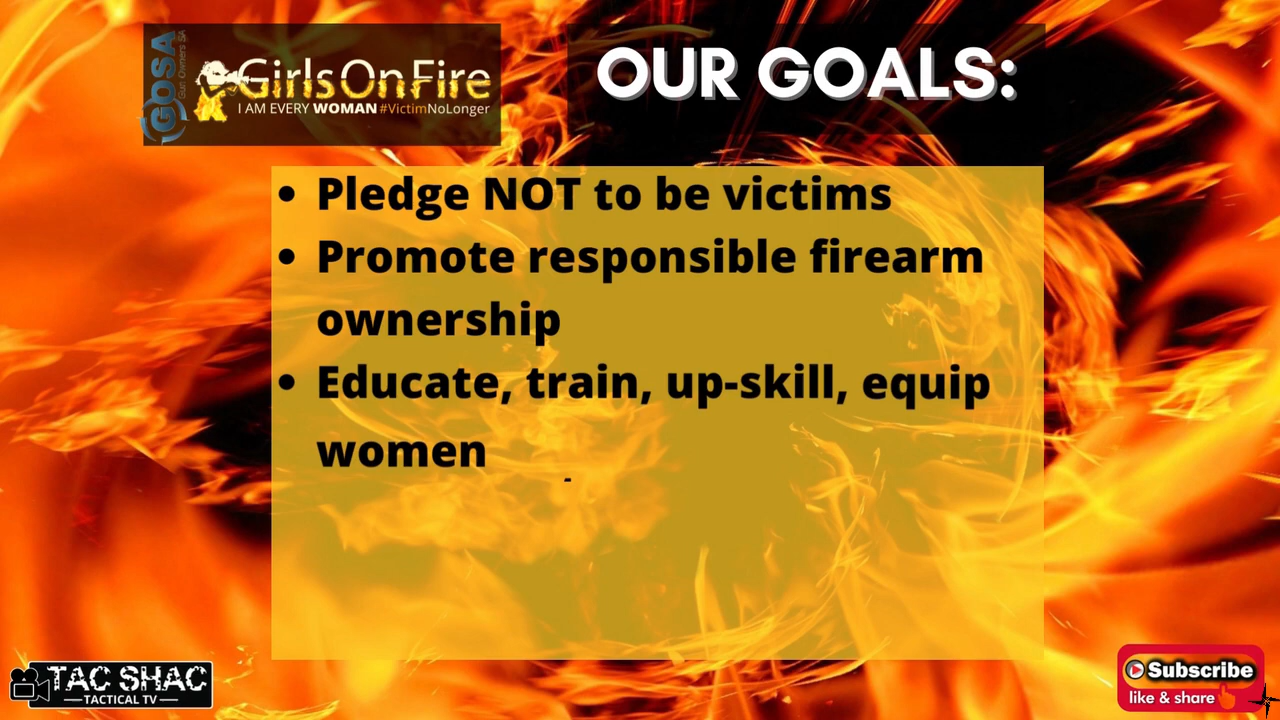 GOSA
Gun Owners SA
GirlsOnFire
I AM EVERY WOMAN #VictimNoLonger
OUR GOALS:
• Pledge NOT to be victims
• Promote responsible firearm
ownership
• Educate, train, up-skill, equip
women
TAC SHAC
TACTICAL TV
Subscribe
like & share